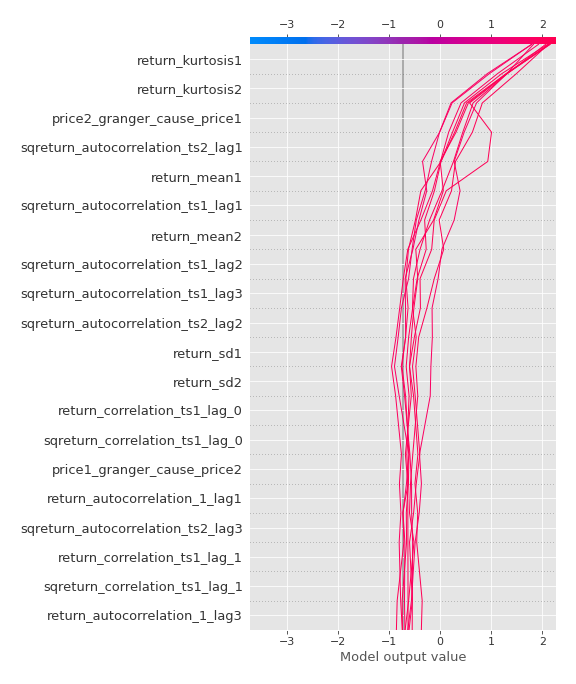 −3 −2 −1 0 1 2
return_kurtosis1
return_kurtosis2
price2_granger_cause_price1
sqreturn_autocorrelation_ts2_lag1
return_mean1
sqreturn_autocorrelation_ts1_lag1
return_mean2
sqreturn_autocorrelation_ts1_lag2
sqreturn_autocorrelation_ts1_lag3
sqreturn_autocorrelation_ts2_lag2
return_sd1
return_sd2
return_correlation_ts1_lag_0
sqreturn_correlation_ts1_lag_0
price1_granger_cause_price2
return_autocorrelation_1_lag1
sqreturn_autocorrelation_ts2_lag3
return_correlation_ts1_lag_1
sqreturn_correlation_ts1_lag_1
return_autocorrelation_1_lag3
−3 −2 −1 0 1 2
Model output value